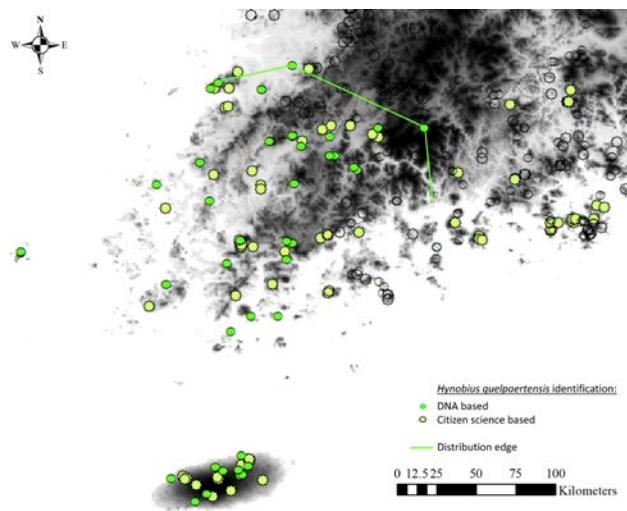 N
W E
S
Hynobius quelpaertensis identification:
DNA based
Citizen science based
Distribution edge
0 12.5 25 50 75 100
Kilometers